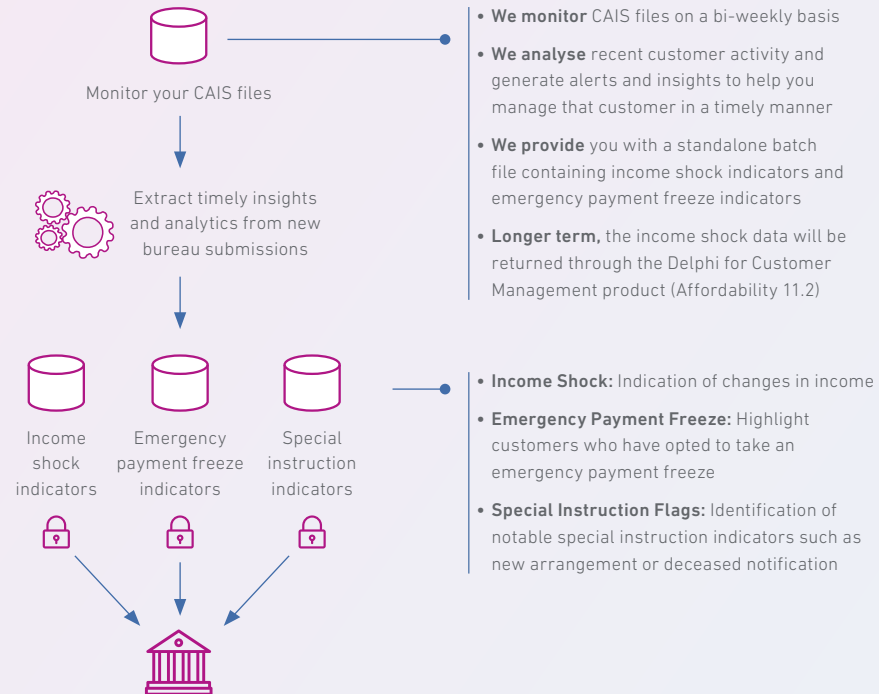 Monitor your CAIS files
• We monitor CAIS files on a bi-weekly basis
• We analyse recent customer activity and
generate alerts and insights to help you
manage that customer in a timely manner
• We provide you with a standalone batch
file containing income shock indicators and
emergency payment freeze indicators
• Longer term, the income shock data will be
returned through the Delphi for Customer
Management product (Affordability 11.2)
Extract timely insights
and analytics from new
bureau submissions
Income
shock
indicators
Emergency
payment freeze
indicators
Special
instruction
indicators
• Income Shock: Indication of changes in income
• Emergency Payment Freeze: Highlight
customers who have opted to take an
emergency payment freeze
• Special Instruction Flags: Identification of
notable special instruction indicators such as
new arrangement or deceased notification